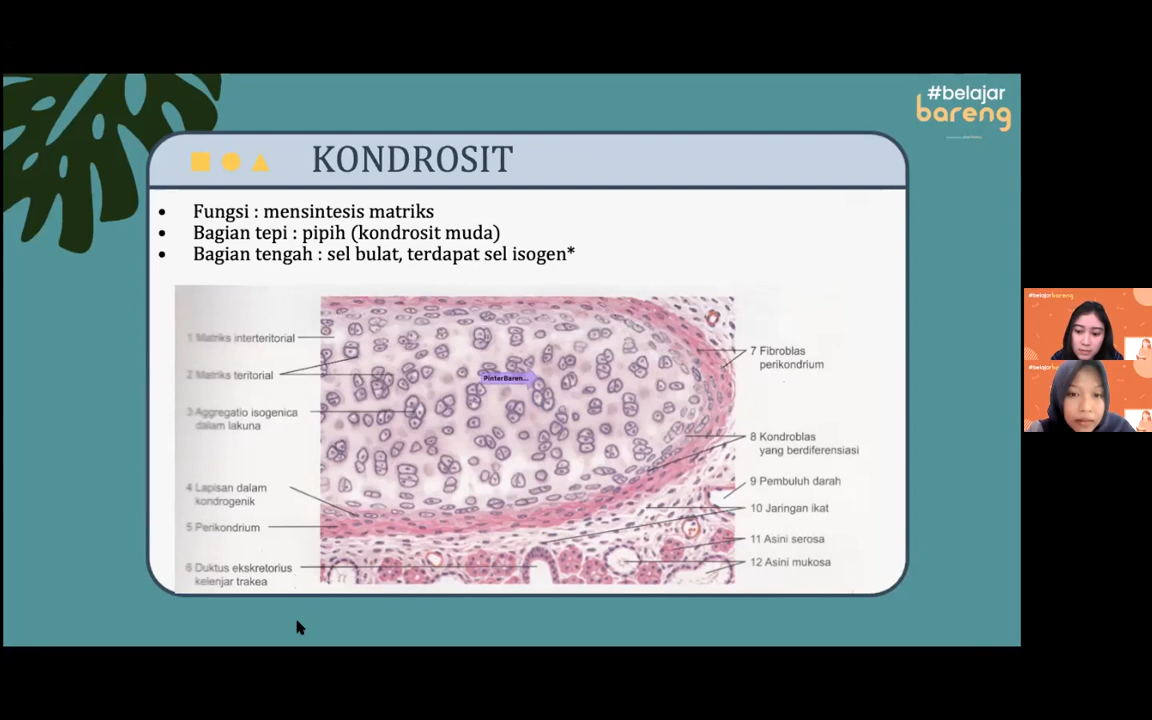 #belajar
bareng
KONDROSIT
• Fungsi : mensintesis matriks
• Bagian tepi : pipih (kondrosit muda)
• Bagian tengah : sel bulat, terdapat sel isogen*
1 Matriks interteritorial
2 Matriks teritorial
3 Aggregatio isogenica
dalam lakuna
4 Lapisan dalam
kondrogenik
5 Perikondrium
6 Duktus ekskretorius
kelenjar trakea
PinterBaren...
7 Fibroblas
perikondrium
8 Kondroblas
yang berdiferensiasi
9 Pembuluh darah
10 Jaringan ikat
11 Asini serosa
12 Asini mukosa
#belajarbareng
#belajarbareng